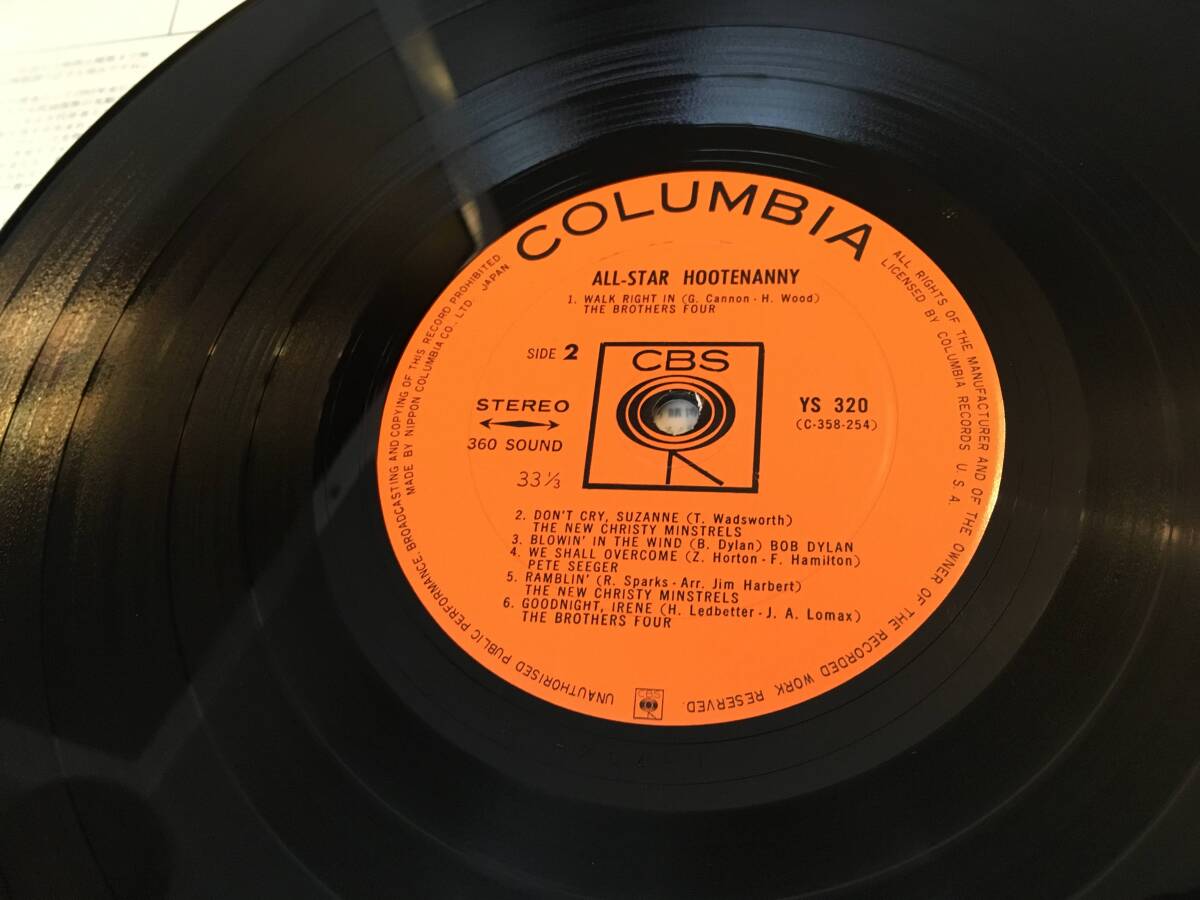 COLUMBIA
ALL-STAR HOOTENANNY
1. WALK RIGHT IN (G. Cannon - H. Wood)
THE BROTHERS FOUR
SIDE 2
CBS
STEREO
360 SOUND
33 1/3
YS 320
(C-358-254)
2. DON'T CRY, SUZANNE (T. Wadsworth)
THE NEW CHRISTY MINSTRELS
3. BLOWIN' IN THE WIND (B. Dylan) BOB DYLAN
4. WE SHALL OVERCOME (Z. Horton - F. Hamilton)
PETE SEEGER
5. RAMBLIN' (R. Sparks - Arr. Jim Harbert)
THE NEW CHRISTY MINSTRELS
6. GOODNIGHT, IRENE (H. Ledbetter - J. A. Lomax)
THE BROTHERS FOUR
ALL RIGHTS OF THE MANUFACTURER AND OF THE OWNER OF THE RECORDED WORK RESERVED.
LICENSED BY COLUMBIA RECORDS U. S. A.
CBS
UNAUTHORISED PUBLIC PERFORMANCE, BROADCASTING AND COPYING OF THIS RECORD PROHIBITED.
MADE BY NIPPON COLUMBIA CO., LTD. JAPAN